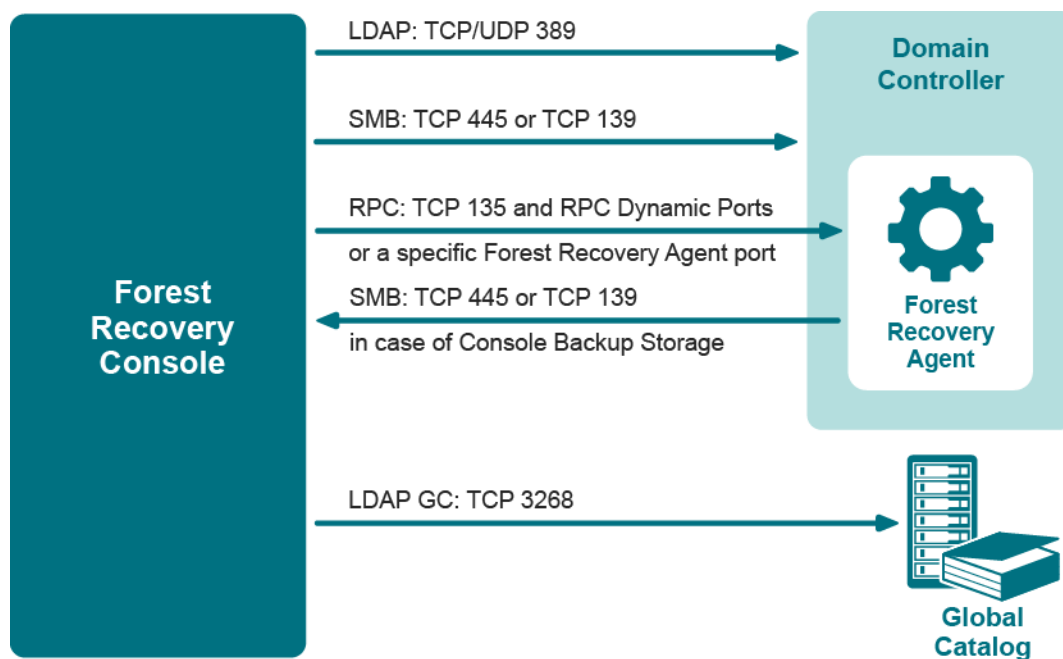 LDAP: TCP/UDP 389
Domain
Controller
SMB: TCP 445 or TCP 139
RPC: TCP 135 and RPC Dynamic Ports
or a specific Forest Recovery Agent port
SMB: TCP 445 or TCP 139
in case of Console Backup Storage
Forest
Recovery
Console
Forest
Recovery
Agent
LDAP GC: TCP 3268
Global
Catalog